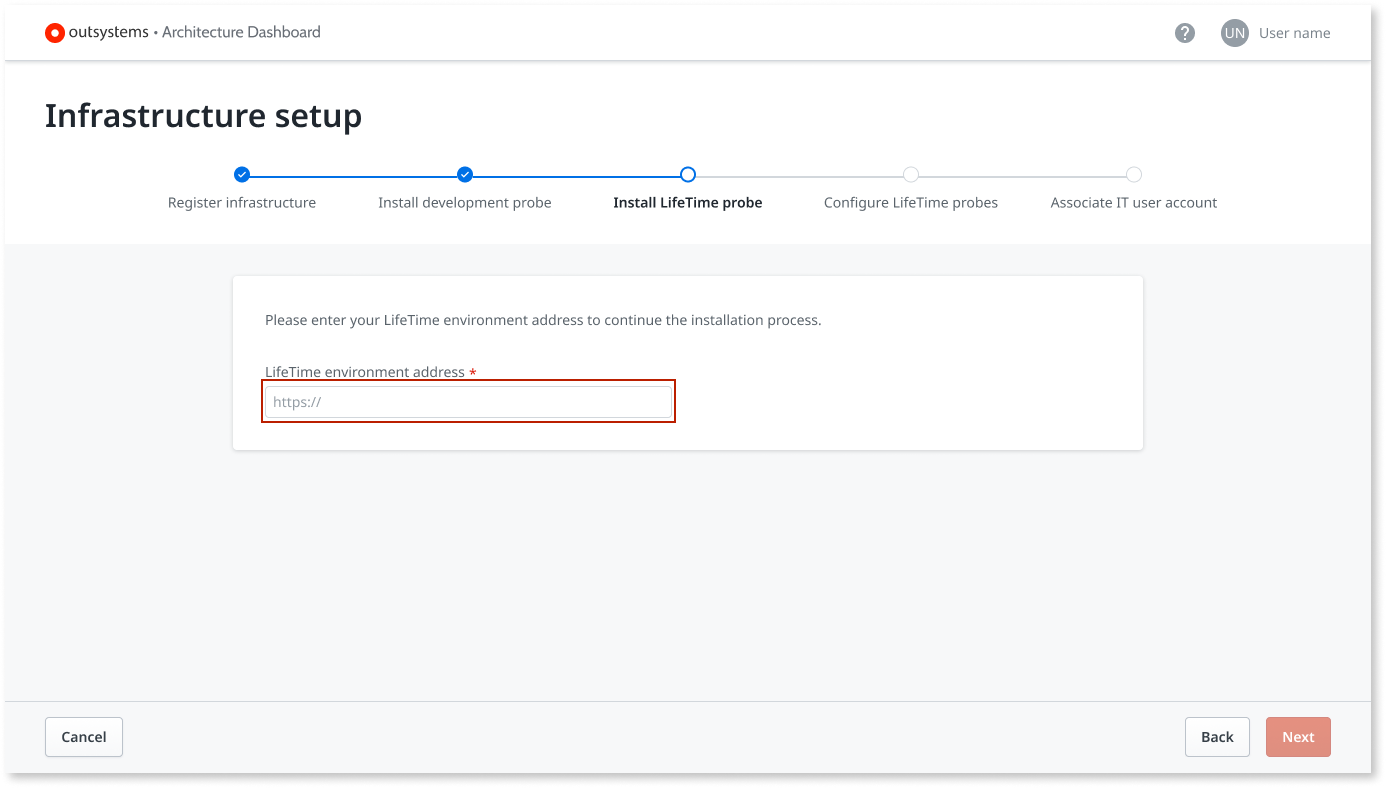 outsystems • Architecture Dashboard
? UN User name
Infrastructure setup
Register infrastructure Install development probe Install LifeTime probe Configure LifeTime probes Associate IT user account
Please enter your LifeTime environment address to continue the installation process.
LifeTime environment address *
https://
Cancel Back Next